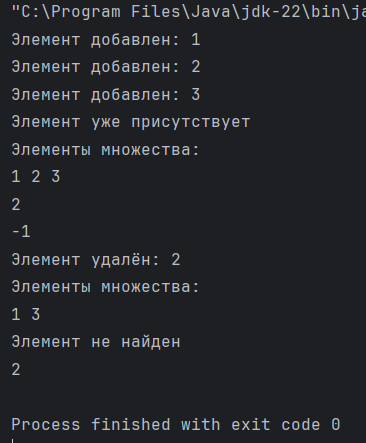 "C:\Program Files\Java\jdk-22\bin\ja
Элемент добавлен: 1
Элемент добавлен: 2
Элемент добавлен: 3
Элемент уже присутствует
Элементы множества:
1 2 3
2
-1
Элемент удалён: 2
Элементы множества:
1 3
Элемент не найден
2
Process finished with exit code 0